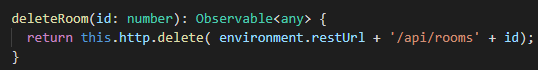 deleteRoom(id: number): Observable<any> {
return this.http.delete( environment.restUrl + '/api/rooms' + id);
}